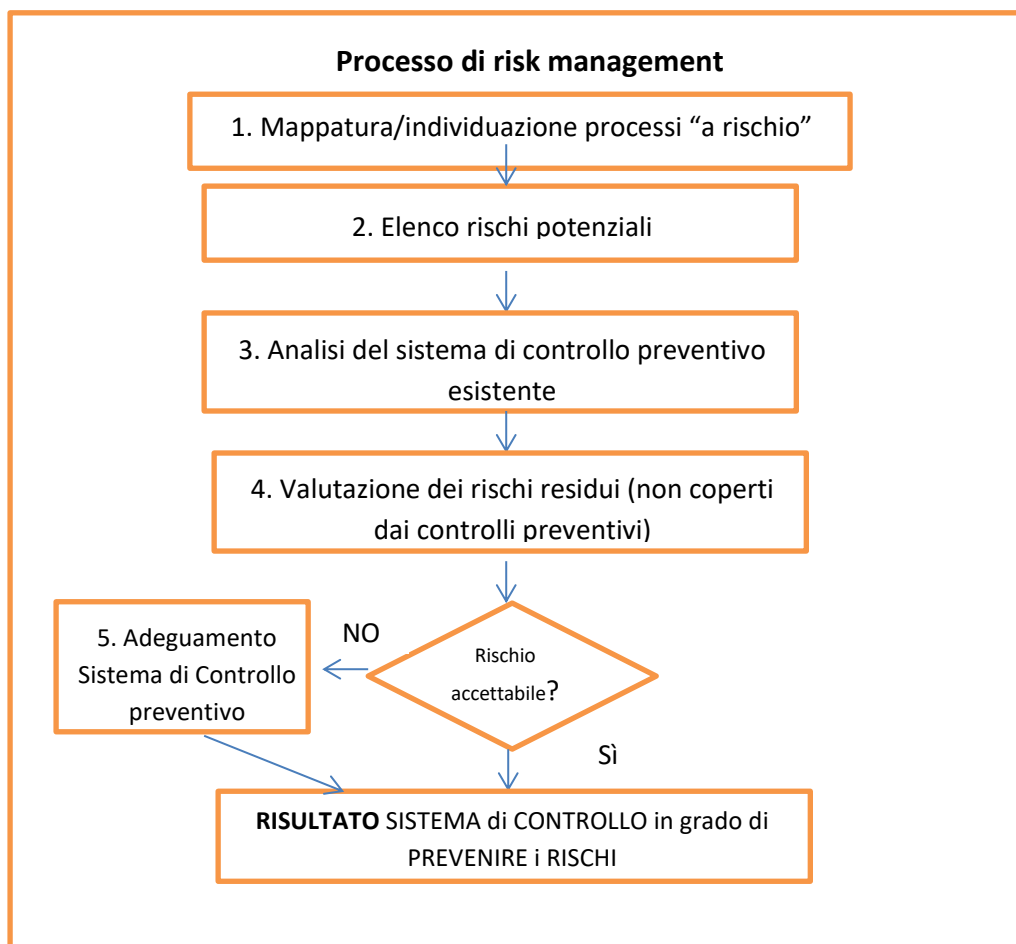 Processo di risk management
1. Mappatura/individuazione processi “a rischio”
2. Elenco rischi potenziali
3. Analisi del sistema di controllo preventivo
esistente
4. Valutazione dei rischi residui (non coperti
dai controlli preventivi)
5. Adeguamento
Sistema di Controllo
preventivo
NO
Rischio
accettabile?
Sì
RISULTATO SISTEMA di CONTROLLO in grado di
PREVENIRE i RISCHI